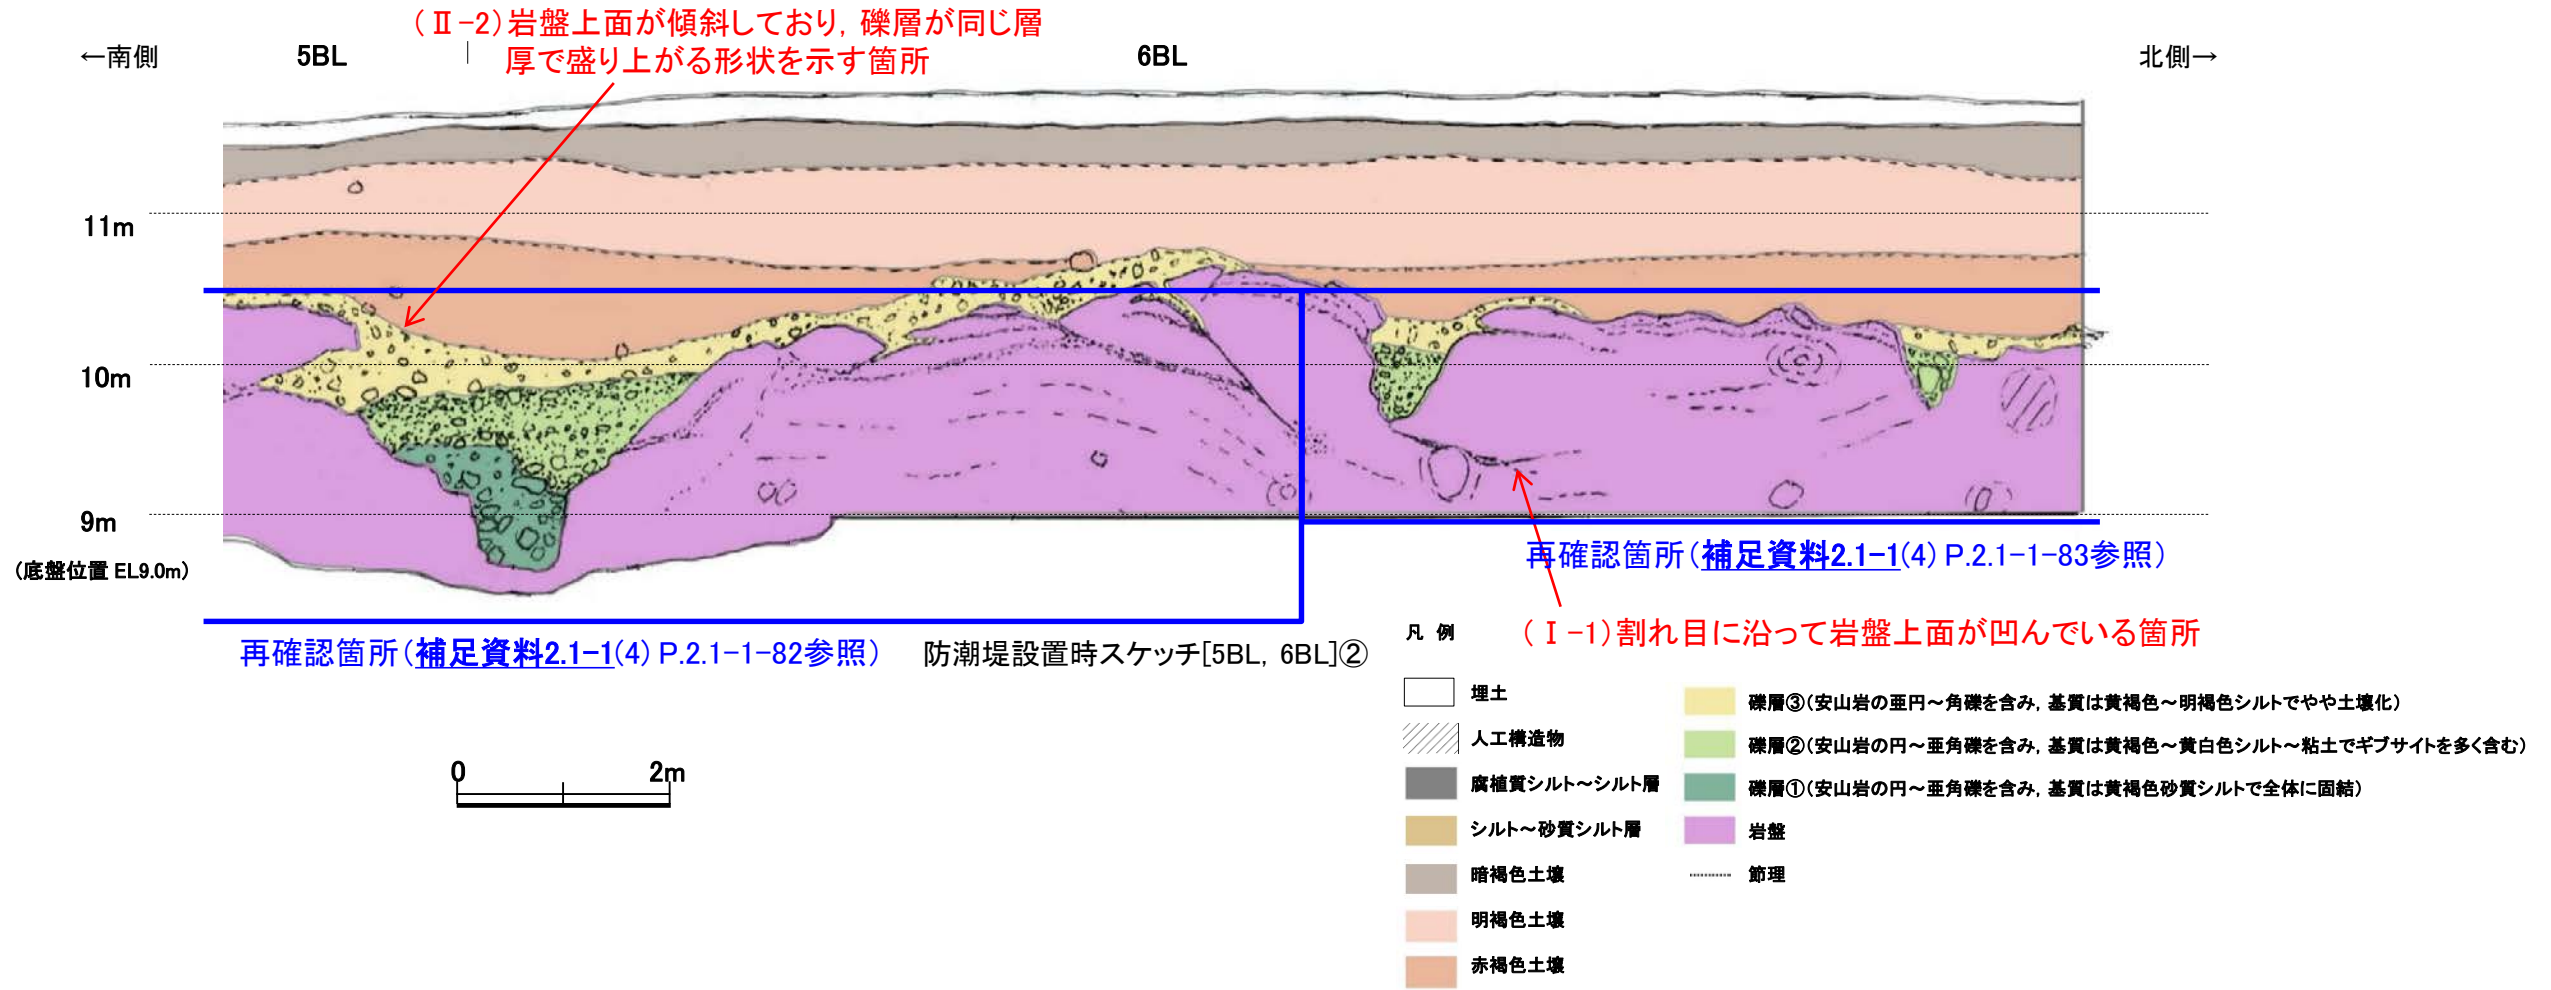 (Ⅱ-2)岩盤上面が傾斜しており, 礫層が同じ層
厚で盛り上がる形状を示す箇所
←南側
5BL
6BL
北側→
11m
10m
9m
(底盤位置 EL9.0m)
再確認箇所(補足資料2.1-1(4) P.2.1-1-83参照)
(Ⅰ-1)割れ目に沿って岩盤上面が凹んでいる箇所
再確認箇所(補足資料2.1-1(4) P.2.1-1-82参照)
防潮堤設置時スケッチ[5BL, 6BL]②
0
2m
凡 例
埋土
人工構造物
腐植質シルト～シルト層
シルト～砂質シルト層
暗褐色土壌
明褐色土壌
赤褐色土壌
礫層③(安山岩の亜円～角礫を含み, 基質は黄褐色～明褐色シルトでやや土壌化)
礫層②(安山岩の円～亜角礫を含み, 基質は黄褐色～黄白色シルト～粘土でギブサイトを多く含む)
礫層①(安山岩の円～亜角礫を含み, 基質は黄褐色砂質シルトで全体に固結)
岩盤
節理